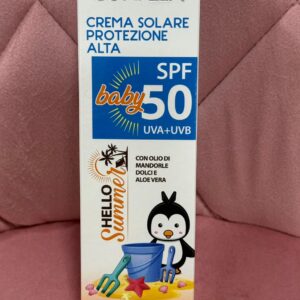 CREMA SOLARE
PROTEZIONE
ALTA
SPF
baby 50
UVA+UVB
CON OLIO DI
MANDORLE
DOLCI E
ALOE VERA
HELLO
Summer